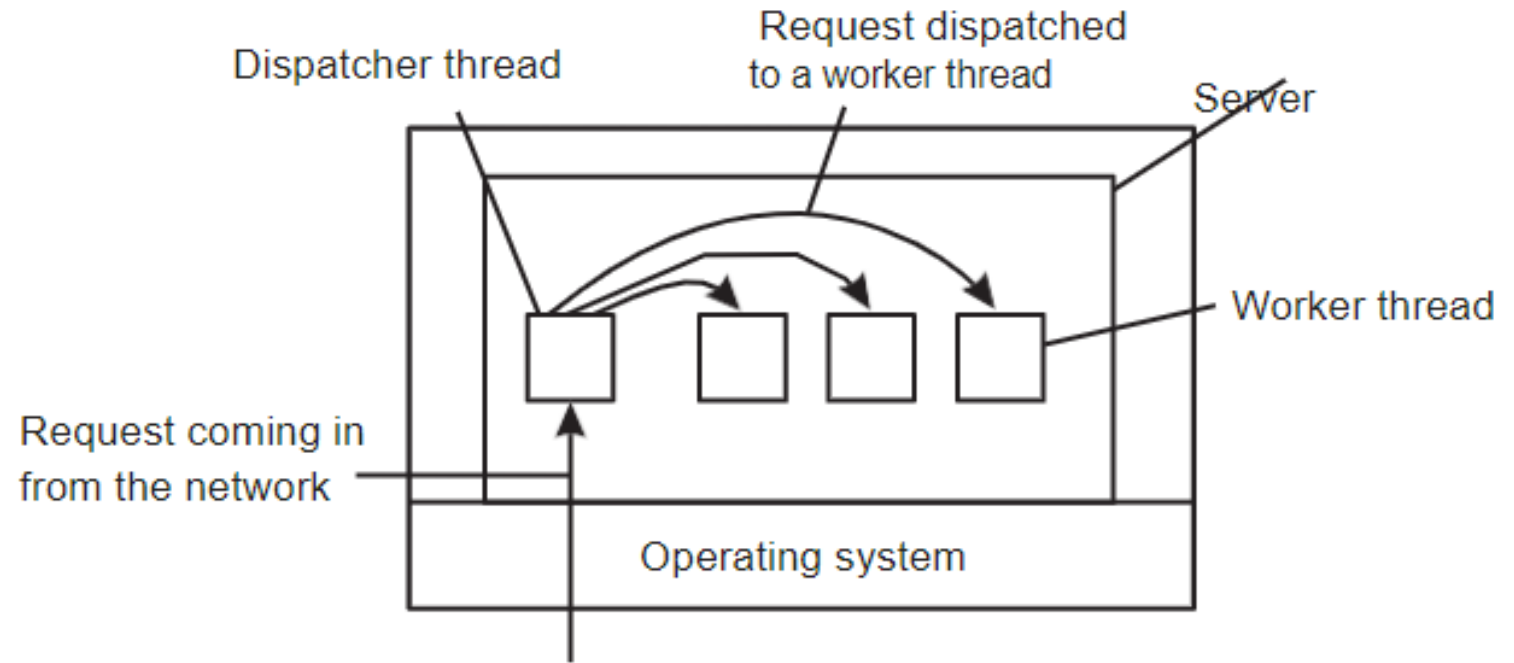 Request dispatched
to a worker thread
Dispatcher thread
Server
Worker thread
Request coming in
from the network
Operating system